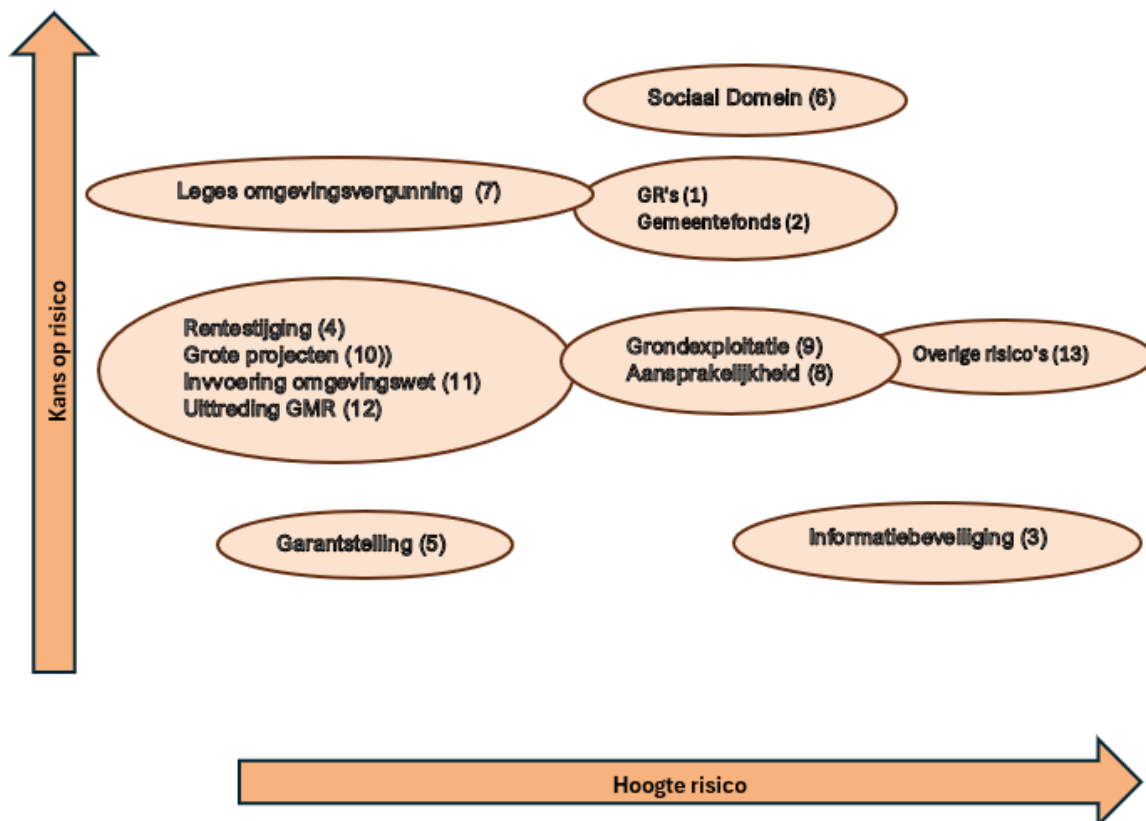 Sociaal Domein (6)
Leges omgevingsvergunning (7)
GR's (1)
Gemeentefonds (2)
Kans op risico
Rentestijging (4)
Grote projecten (10))
Invvoering omgevingswet (11)
Uittreding GMR (12)
Grondexploitatie (9)
Aansprakelijkheid (8)
Overige risico's (13)
Garantstelling (5)
Informatiebeveiliging (3)
Hoogte risico